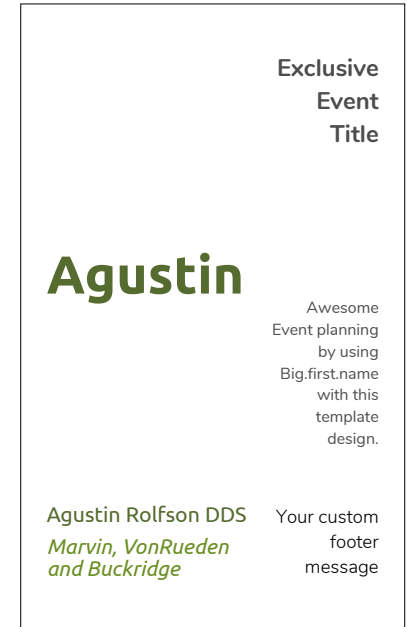 Exclusive
Event
Title
Agustin
Awesome
Event planning
by using
Big.first.name
with this
template
design.
Agustin Rolfson DDS
Marvin, VonRueden
and Buckridge
Your custom
footer
message